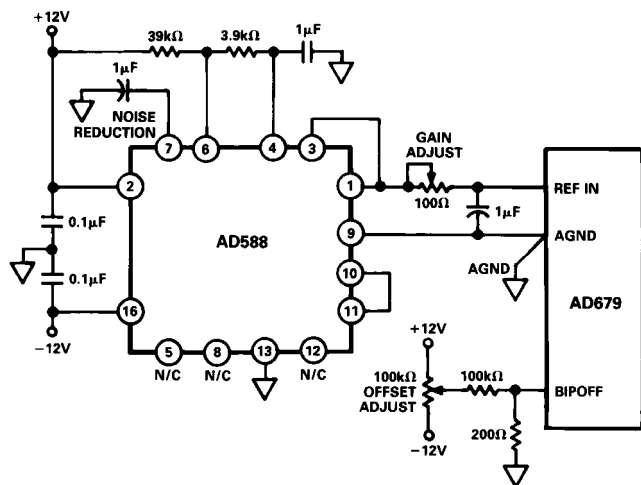 +12V
39kΩ
3.9kΩ
1µF
1µF
NOISE
REDUCTION
7
6
4
3
GAIN
ADJUST
2
1
100Ω
REF IN
1µF
0.1µF
9
AGND
AD588
10
AGND
0.1µF
11
AD679
16
+12V
-12V
5
8
13
12
N/C
N/C
N/C
100kΩ
OFFSET
ADJUST
100kΩ
BIPOFF
200Ω
-12V